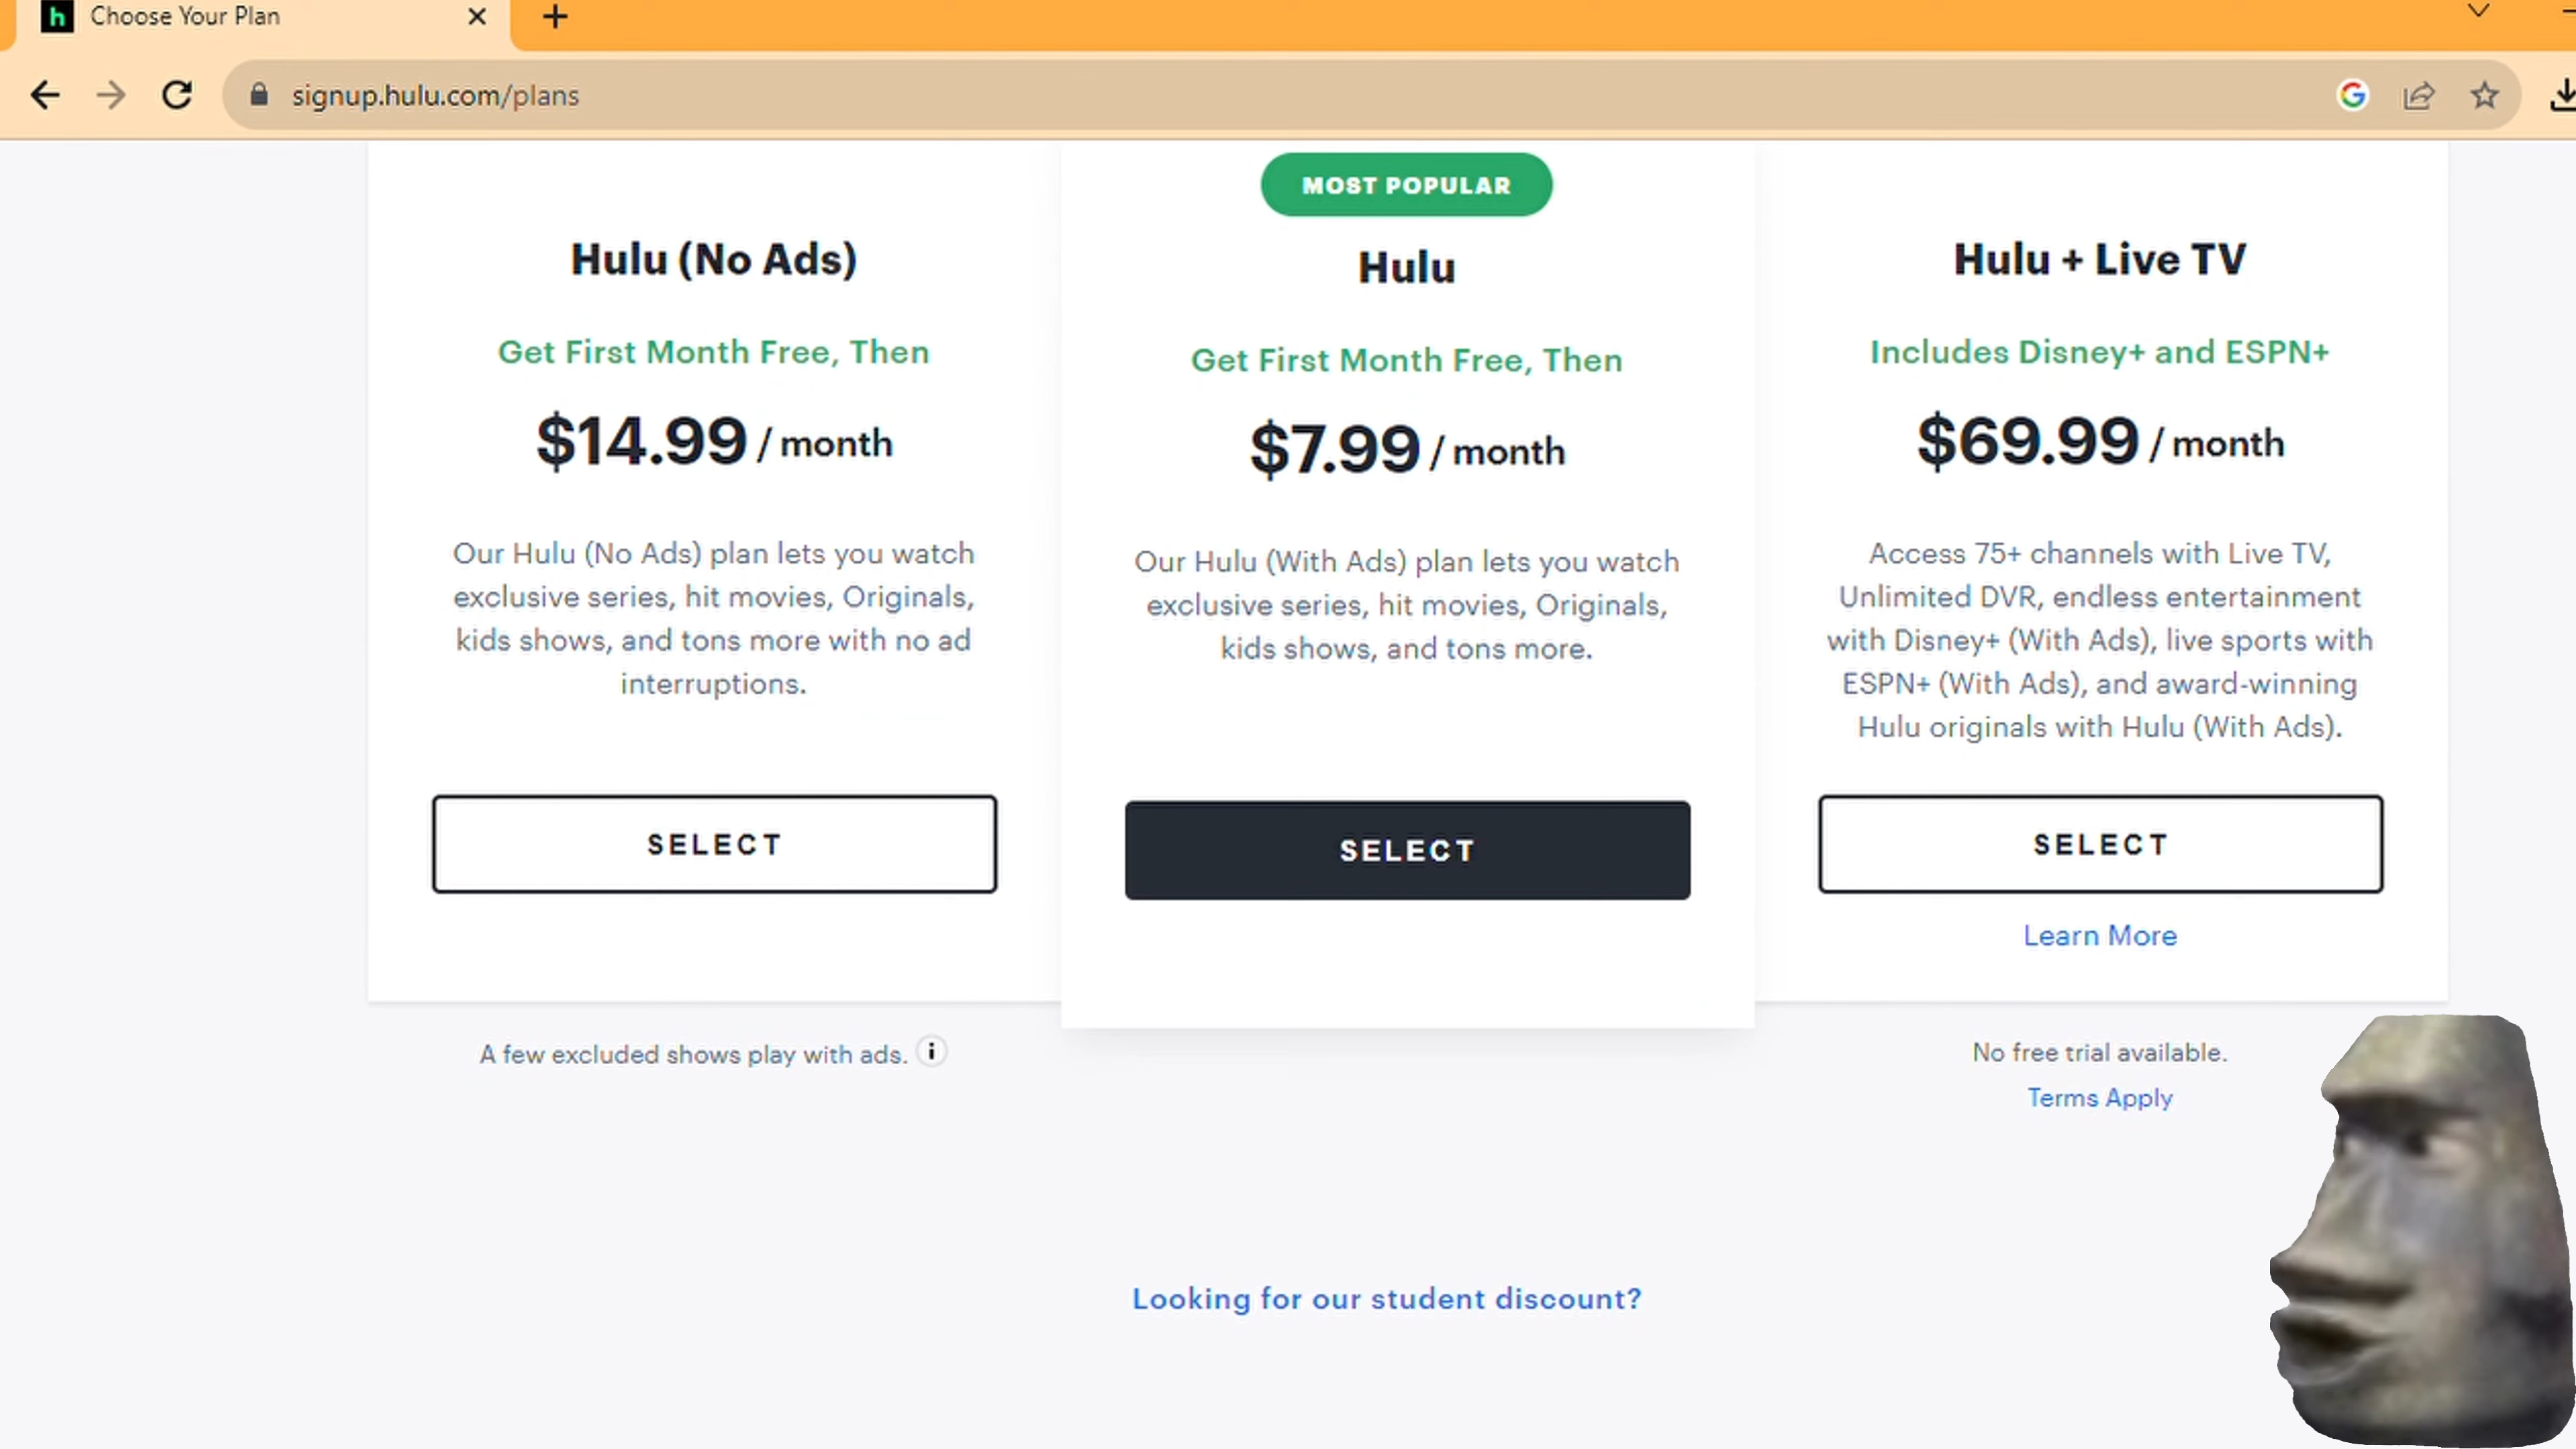 h Choose Your Plan
signup.hulu.com/plans
Hulu (No Ads)
Get First Month Free, Then
$14.99 / month
Our Hulu (No Ads) plan lets you watch
exclusive series, hit movies, Originals,
kids shows, and tons more with no ad
interruptions.
SELECT
A few excluded shows play with ads. i
MOST POPULAR
Hulu
Get First Month Free, Then
$7.99 / month
Our Hulu (With Ads) plan lets you watch
exclusive series, hit movies, Originals,
kids shows, and tons more.
SELECT
Hulu + Live TV
Includes Disney+ and ESPN+
$69.99 / month
Access 75+ channels with Live TV,
Unlimited DVR, endless entertainment
with Disney+ (With Ads), live sports with
ESPN+ (With Ads), and award-winning
Hulu originals with Hulu (With Ads).
SELECT
Learn More
No free trial available.
Terms Apply
Looking for our student discount?